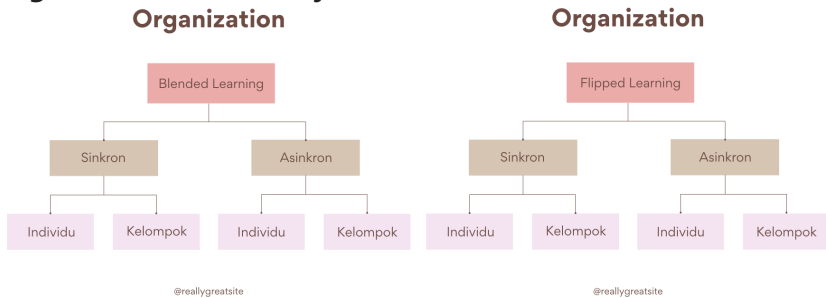 Organization
Blended Learning
Sinkron
Asinkron
Individu
Kelompok
Individu
Kelompok
@reallygreatsite
Organization
Flipped Learning
Sinkron
Asinkron
Individu
Kelompok
Individu
Kelompok
@reallygreatsite